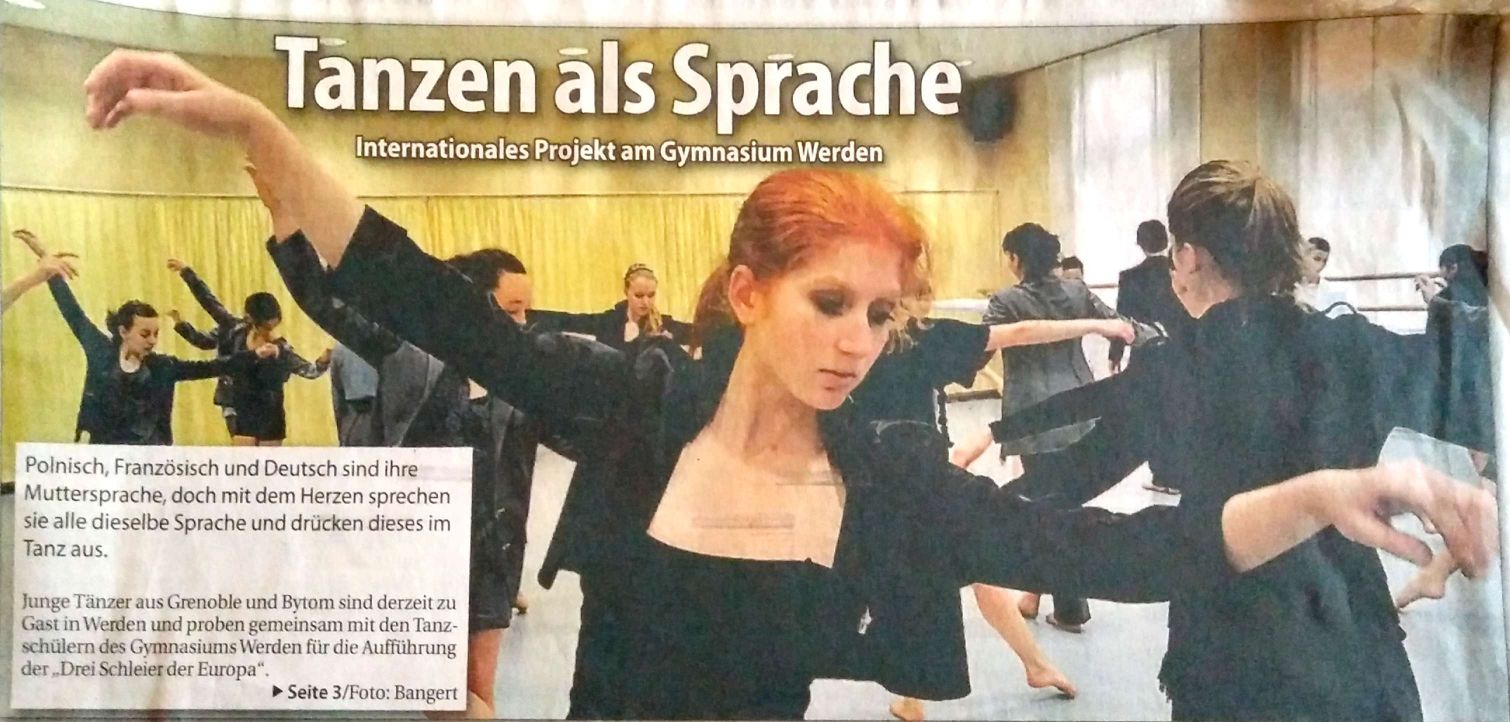 Tanzen als Sprache
Internationales Projekt am Gymnasium Werden
Polnisch, Französisch und Deutsch sind ihre
Muttersprache, doch mit dem Herzen sprechen
sie alle dieselbe Sprache und drücken dieses im
Tanz aus.
Junge Tänzer aus Grenoble und Bytom sind derzeit zu
Gast in Werden und proben gemeinsam mit den Tanz-
schülern des Gymnasiums Werden für die Aufführung
der „Drei Schleier der Europa“.
▶ Seite 3/Foto: Bangert